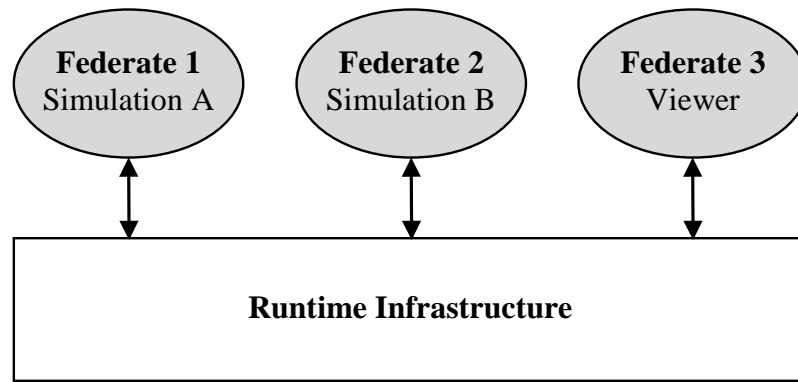 Federate 1
Simulation A
Federate 2
Simulation B
Federate 3
Viewer
Runtime Infrastructure